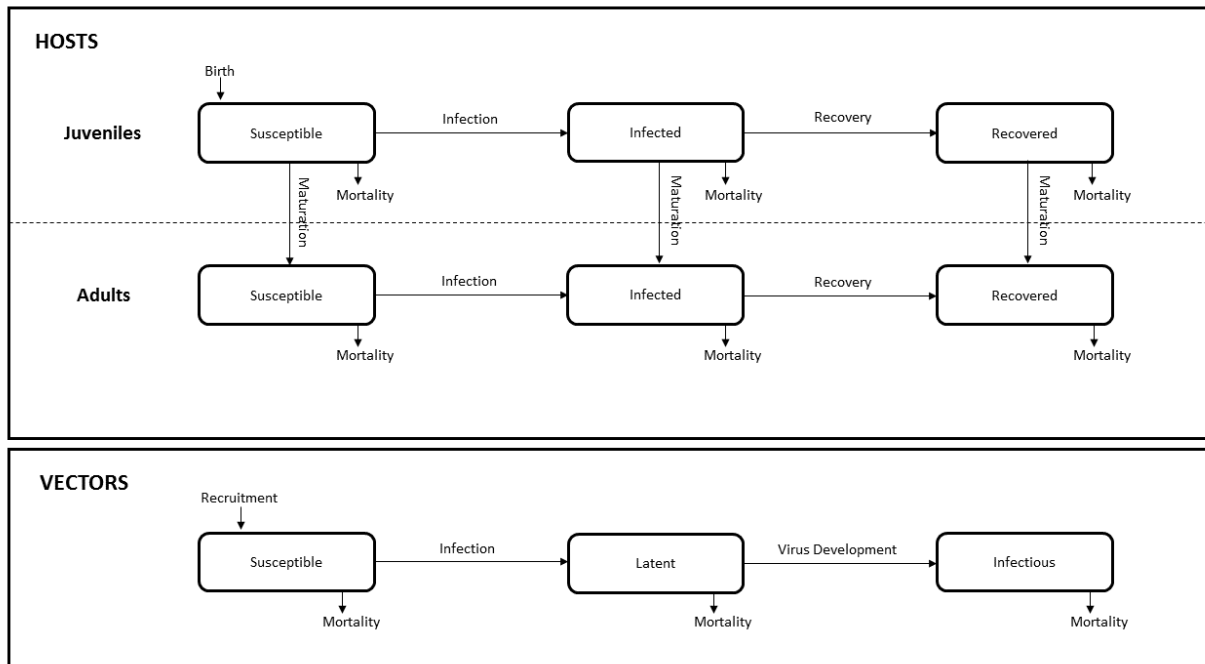 HOSTS
Birth
Juveniles
Susceptible
Infection
Infected
Recovery
Recovered
Mortality
Mortality
Mortality
Maturation
Maturation
Maturation
Adults
Susceptible
Infection
Infected
Recovery
Recovered
Mortality
Mortality
Mortality
VECTORS
Recruitment
Susceptible
Infection
Latent
Virus Development
Infectious
Mortality
Mortality
Mortality